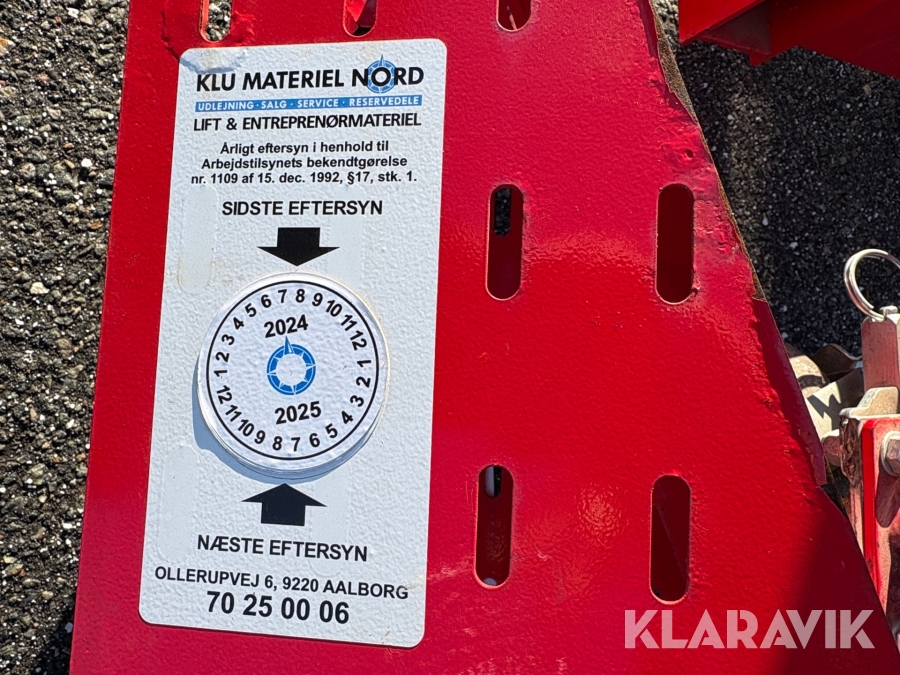 KLU MATERIEL NORD
UDLEJNING · SALG · SERVICE · RESERVEDELE
LIFT & ENTREPRENØRMATERIEL
Årligt eftersyn i henhold til
Arbejdstilsynets bekendtgørelse
nr. 1109 af 15. dec. 1992, §17, stk. 1.
SIDSTE EFTERSYN
1 2 3 4 5 6 7 8 9 10 11 12
2024
2025
1 2 3 4 5 6 7 8 9 10 11 12
NÆSTE EFTERSYN
OLLERUPVEJ 6, 9220 AALBORG
70 25 00 06
KLARAVIK